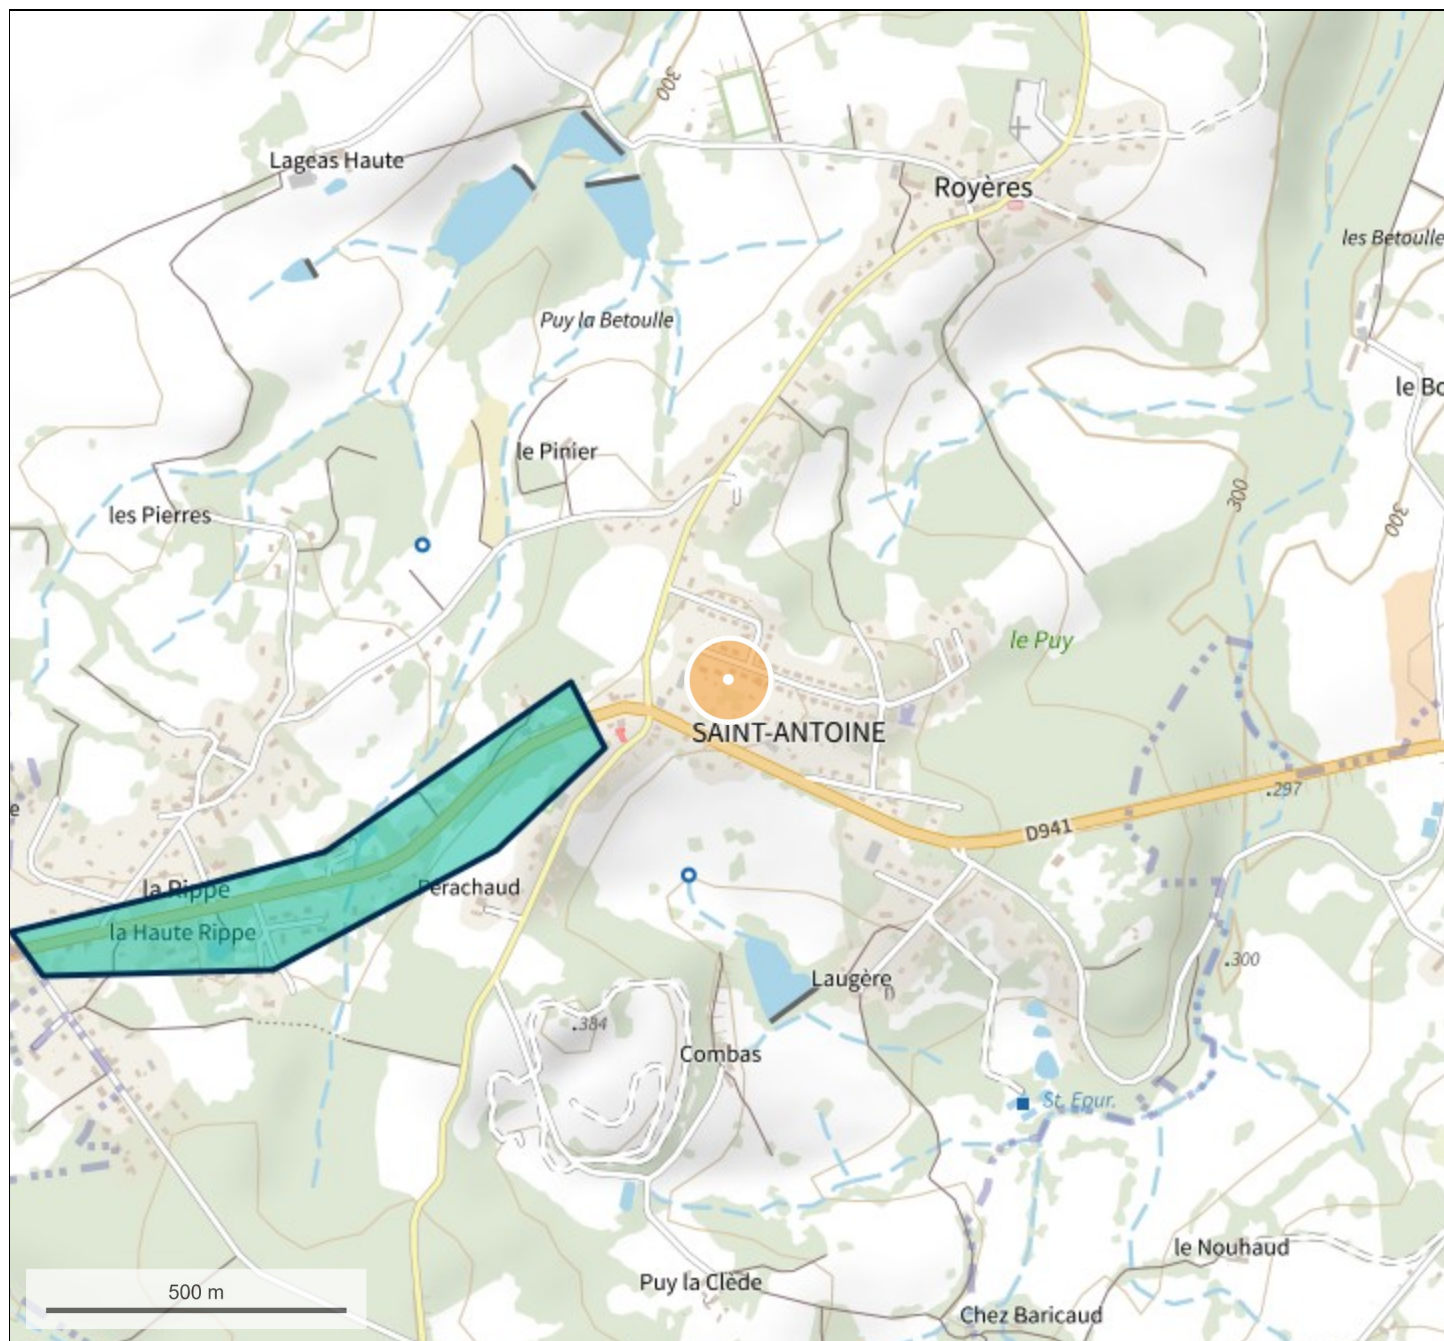 300
Lageas Haute
Royères
les Betoulle
Puy la Betoulle
le Bo
le Pinier
300
les Pierres
300
le Puy
SAINT-ANTOINE
.297
e
D941
la Rippe
Perachaud
la Haute Rippe
.300
Laugère
.384
Combas
St. Epur.
le Nouhaud
Puy la Clède
500 m
Chez Baricaud